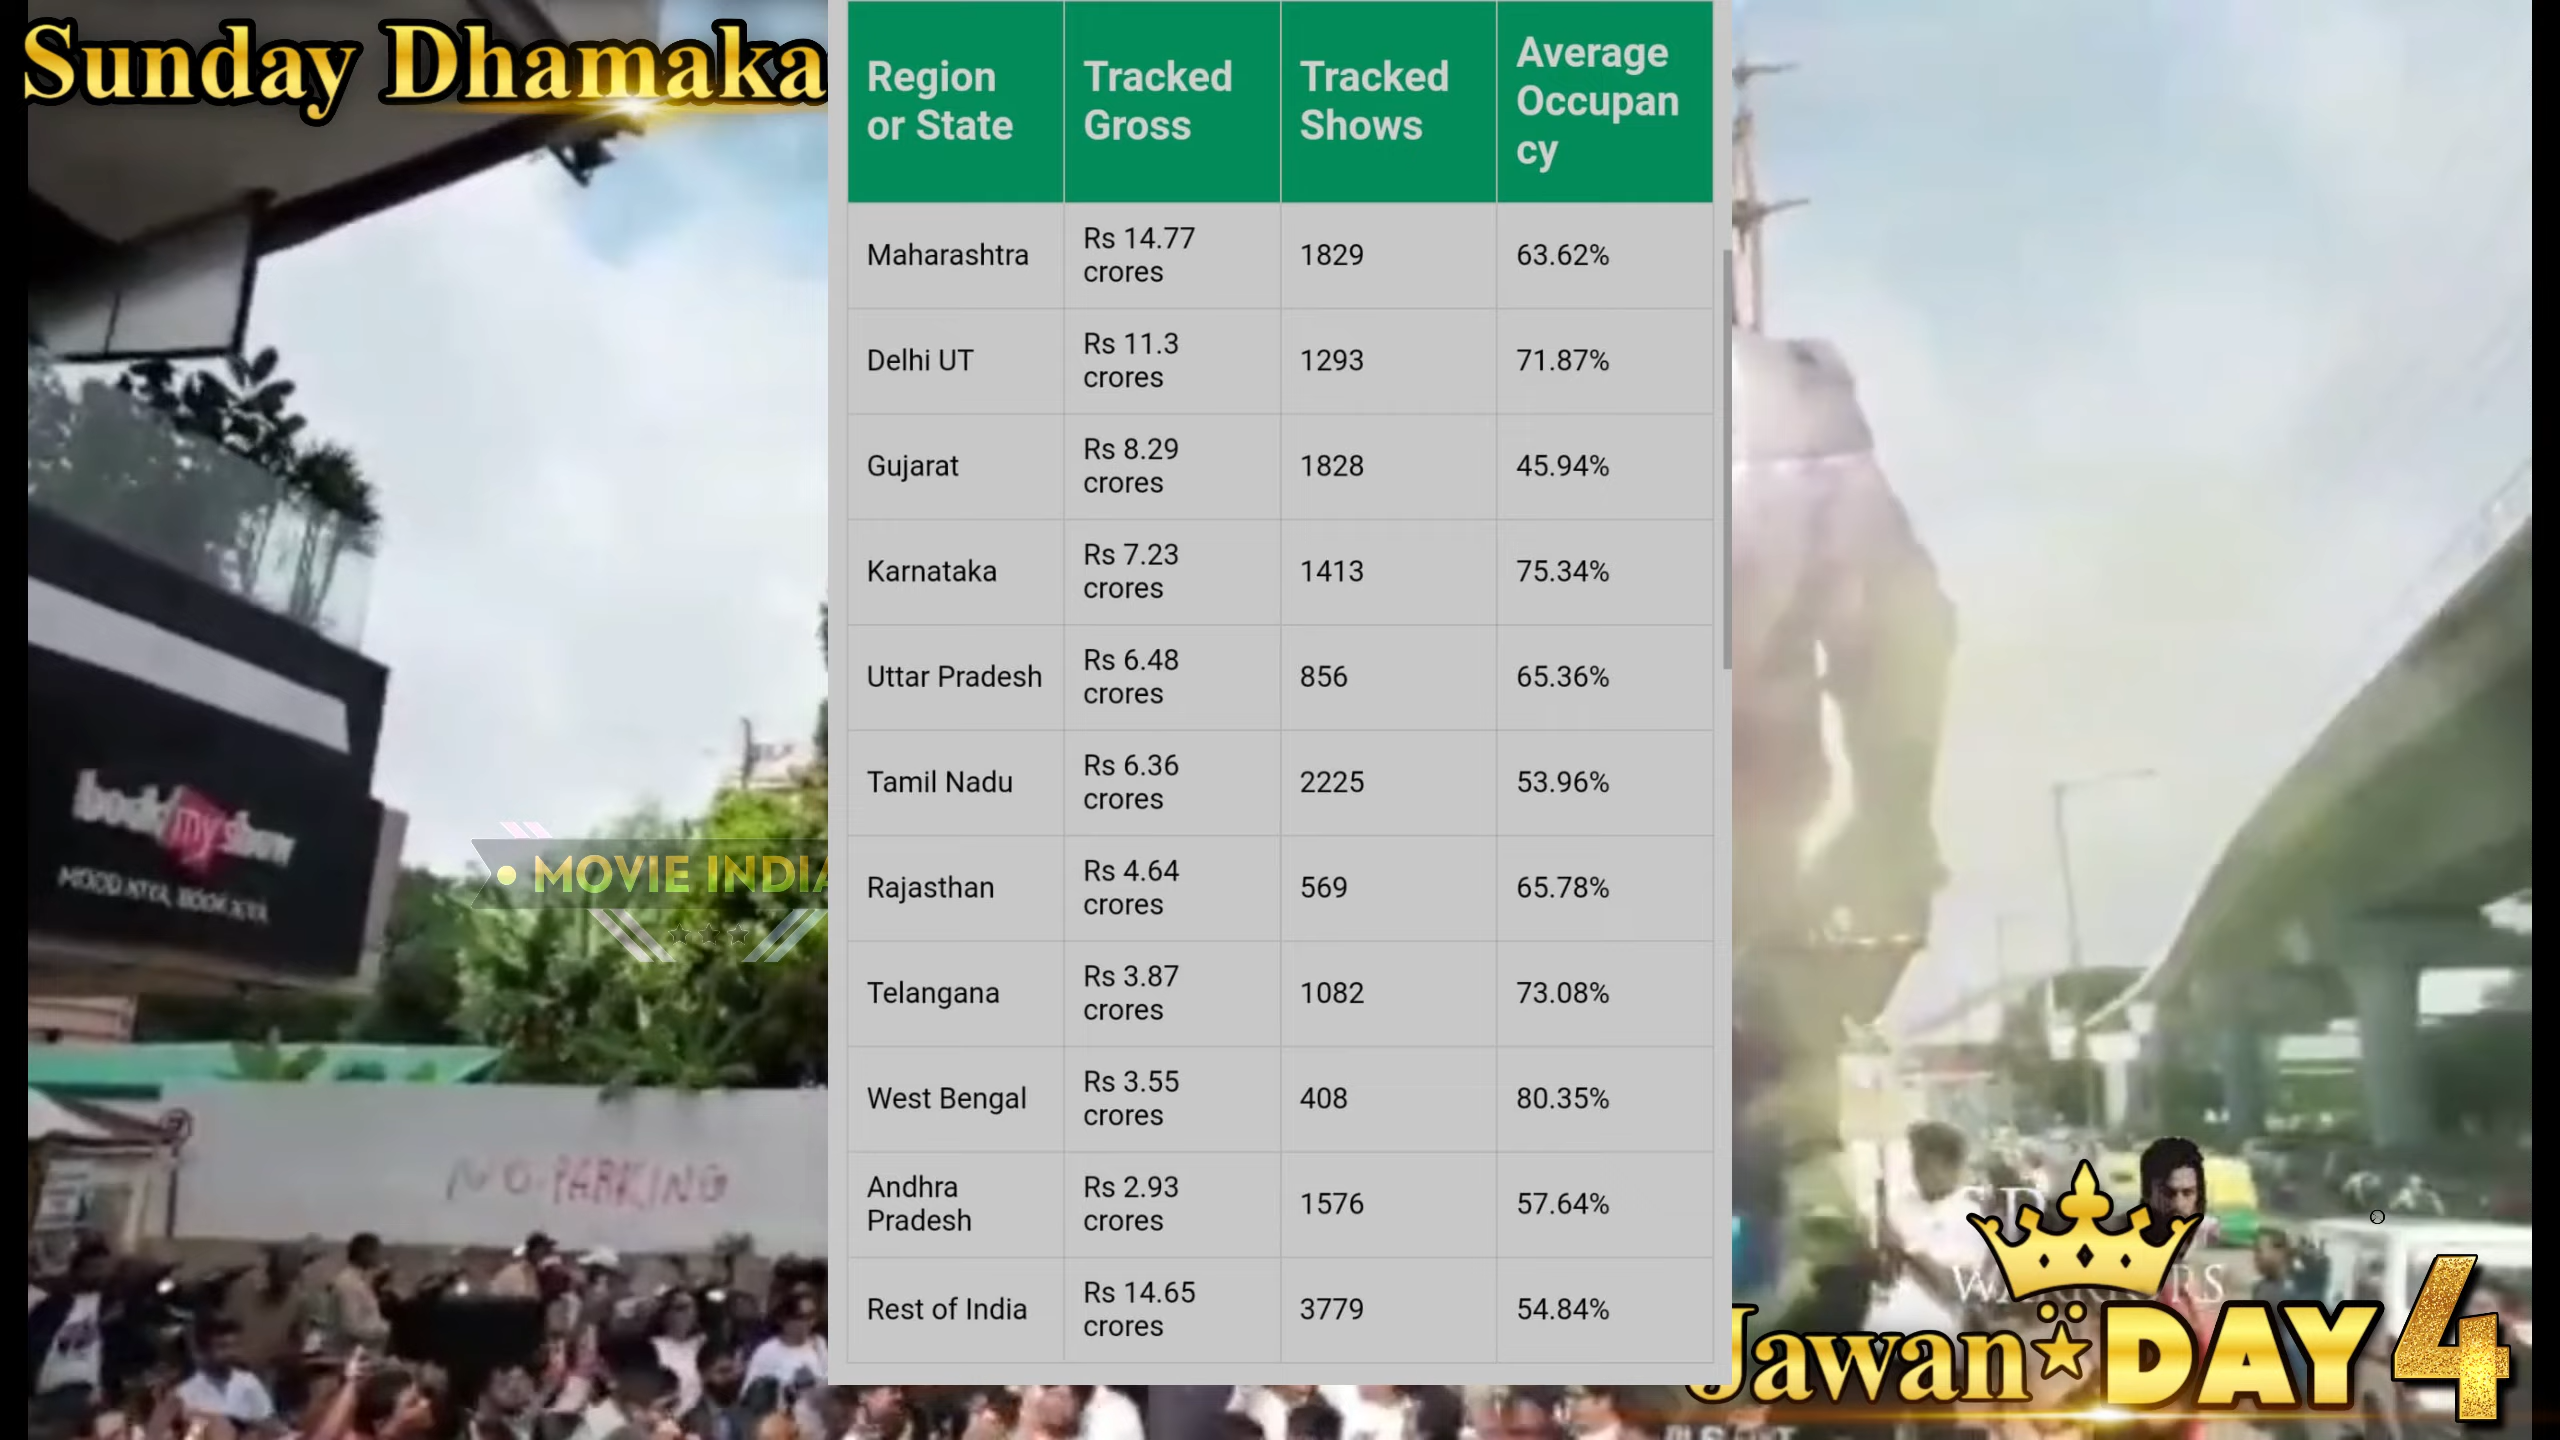 Sunday Dhamaka
Region or State Tracked Gross Tracked Shows Average Occupancy
Maharashtra Rs 14.77 crores 1829 63.62%
Delhi UT Rs 11.3 crores 1293 71.87%
Gujarat Rs 8.29 crores 1828 45.94%
Karnataka Rs 7.23 crores 1413 75.34%
Uttar Pradesh Rs 6.48 crores 856 65.36%
Tamil Nadu Rs 6.36 crores 2225 53.96%
Rajasthan Rs 4.64 crores 569 65.78%
Telangana Rs 3.87 crores 1082 73.08%
West Bengal Rs 3.55 crores 408 80.35%
Andhra Pradesh Rs 2.93 crores 1576 57.64%
Rest of India Rs 14.65 crores 3779 54.84%
book my show
MOVIE INDIA
NO PARKING
Jawan DAY 4